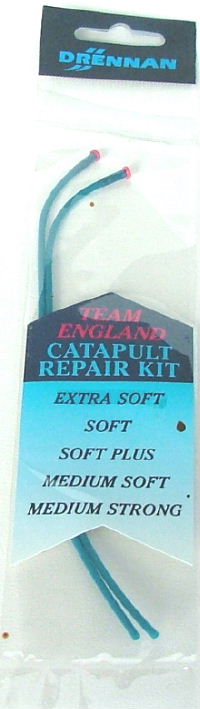 DRENNAN
TEAM
ENGLAND
CATAPULT
REPAIR KIT
EXTRA SOFT
SOFT
SOFT PLUS
MEDIUM SOFT
MEDIUM STRONG